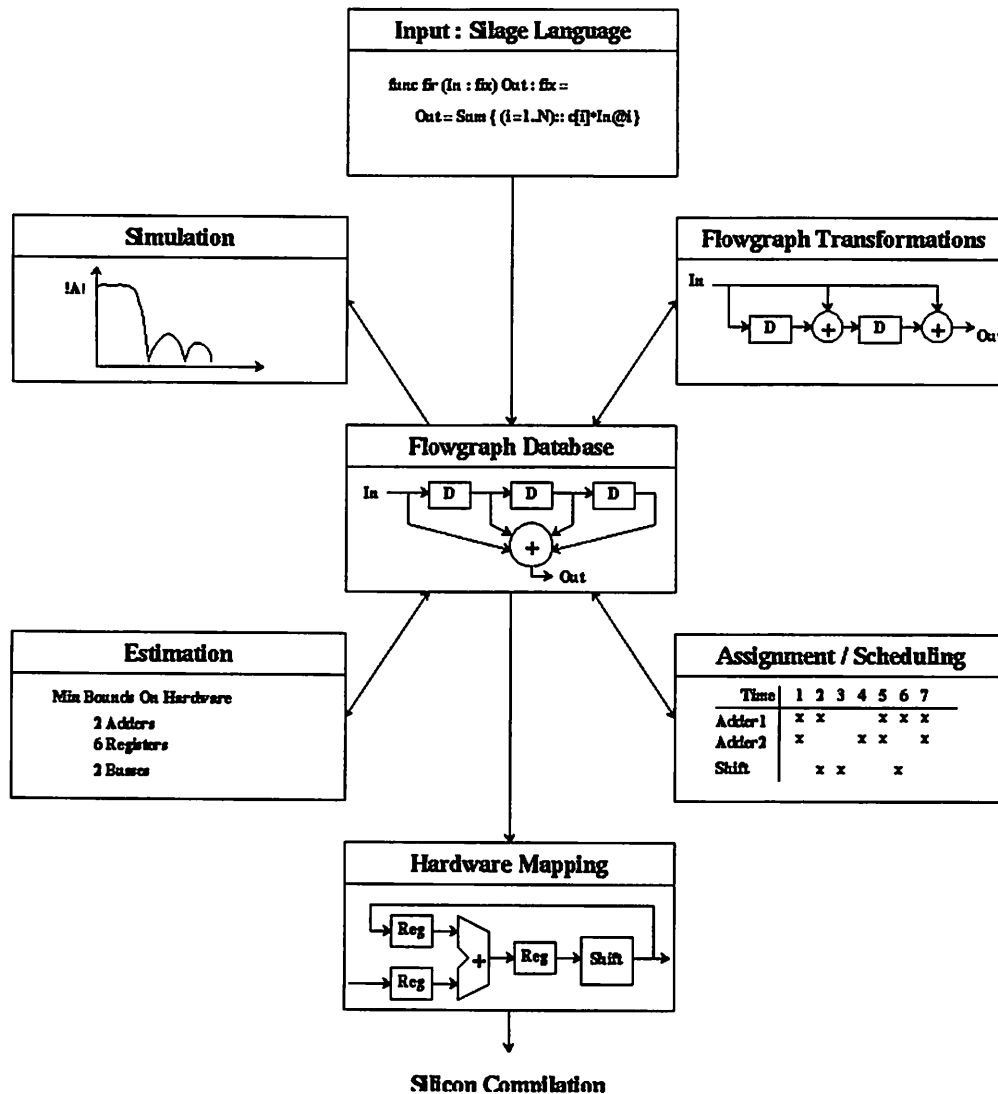 Input : Silage Language
func fir (In : fix) Out : fix =
Out = Sum { (i=1..N) :: c[i]*In@i }
Simulation
|A|
Flowgraph Transformations
In
D
+
D
+
Out
Flowgraph Database
In
D
D
D
+
Out
Estimation
Min Bounds On Hardware
2 Adders
6 Registers
2 Busses
Assignment / Scheduling
Time 1 2 3 4 5 6 7
Adder1 x x x x x
Adder2 x x x x
Shift x x x
Hardware Mapping
Reg
+
Reg
Shift
Reg
Silicon Compilation